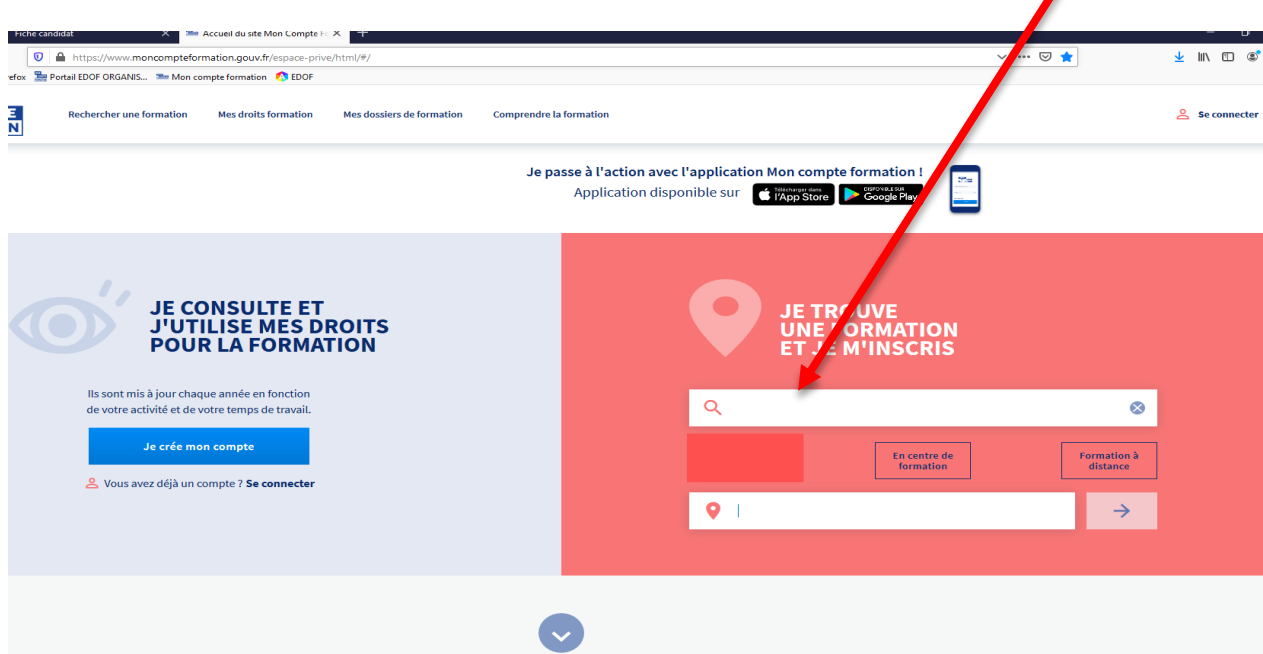 Fiche candidat
Accueil du site Mon Compte Fo
https://www.moncompteformation.gouv.fr/espace-prive/html/#/
refox Portail EDOF ORGANIS... Mon compte formation EDOF
E
N
Rechercher une formation Mes droits formation Mes dossiers de formation Comprendre la formation Se connecter
Je passe à l'action avec l'application Mon compte formation !
Application disponible sur
Télécharger dans
l'App Store
DISPONIBLE SUR
Google Play
JE CONSULTE ET
J'UTILISE MES DROITS
POUR LA FORMATION
Ils sont mis à jour chaque année en fonction
de votre activité et de votre temps de travail.
Je crée mon compte
Vous avez déjà un compte ? Se connecter
JE TROUVE
UNE FORMATION
ET JE M'INSCRIS
En centre de
formation
Formation à
distance